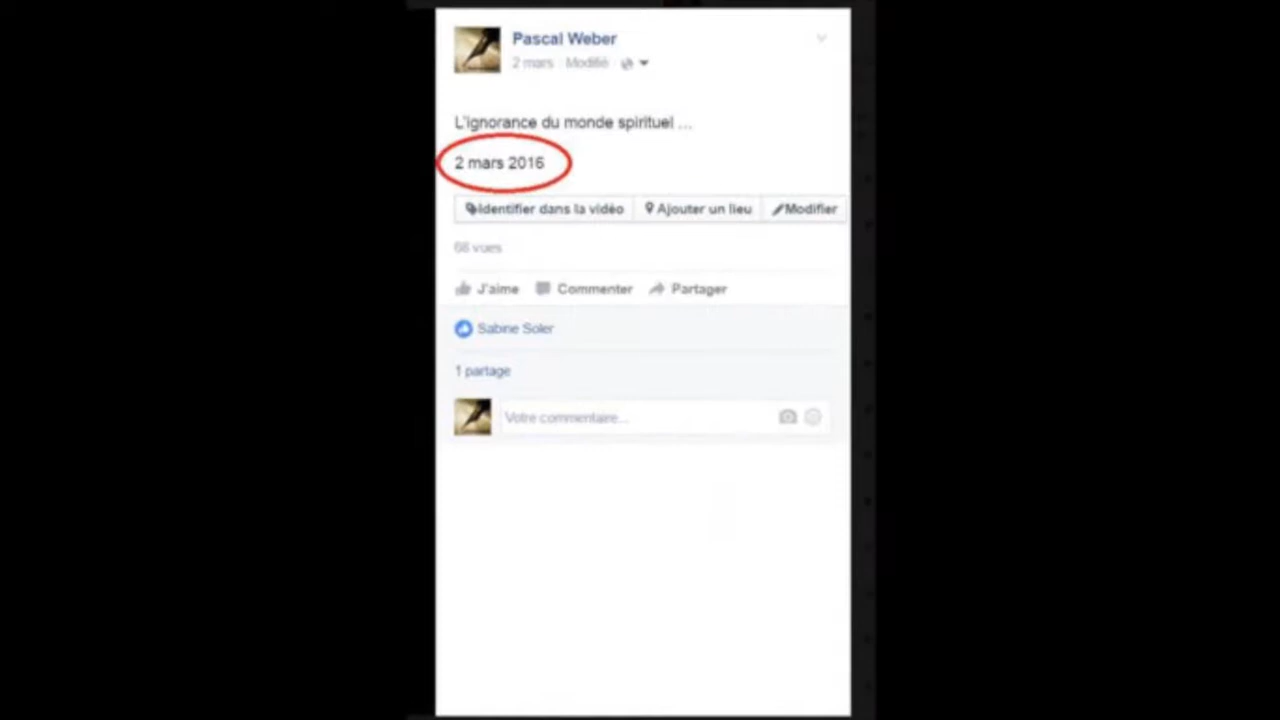 Pascal Weber
2 mars · Modifié ·
L'ignorance du monde spirituel ...
2 mars 2016
Identifier dans la vidéo Ajouter un lieu Modifier
68 vues
J'aime Commenter Partager
Sabine Soler
1 partage
Votre commentaire...